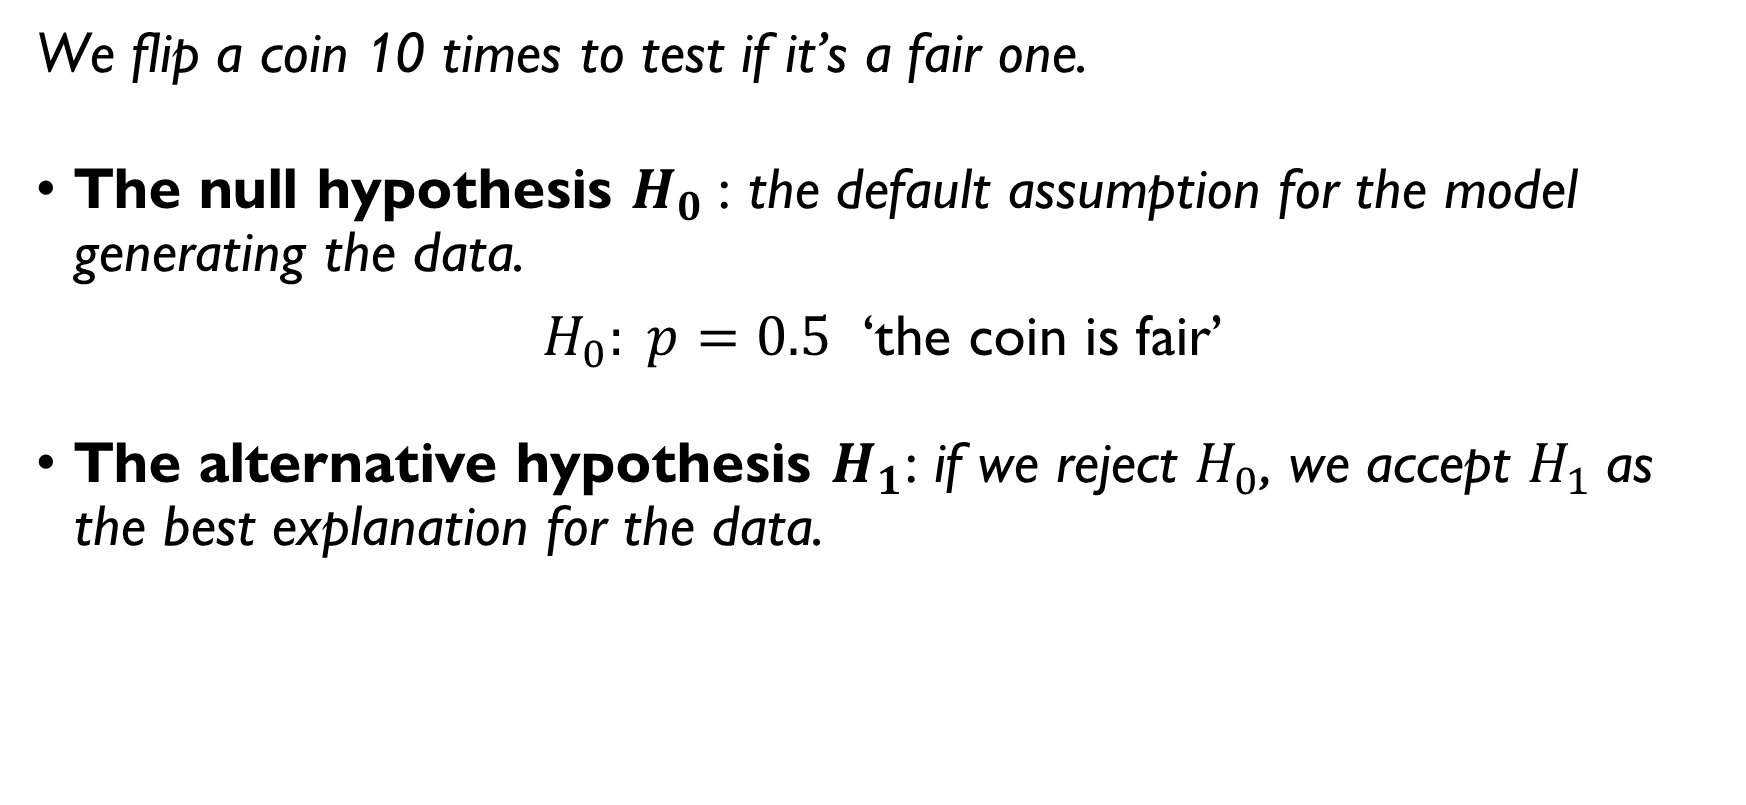 We flip a coin 10 times to test if it’s a fair one.
• The null hypothesis H₀ : the default assumption for the model
generating the data.
H₀: p = 0.5 ‘the coin is fair’
• The alternative hypothesis H₁: if we reject H₀, we accept H₁ as
the best explanation for the data.